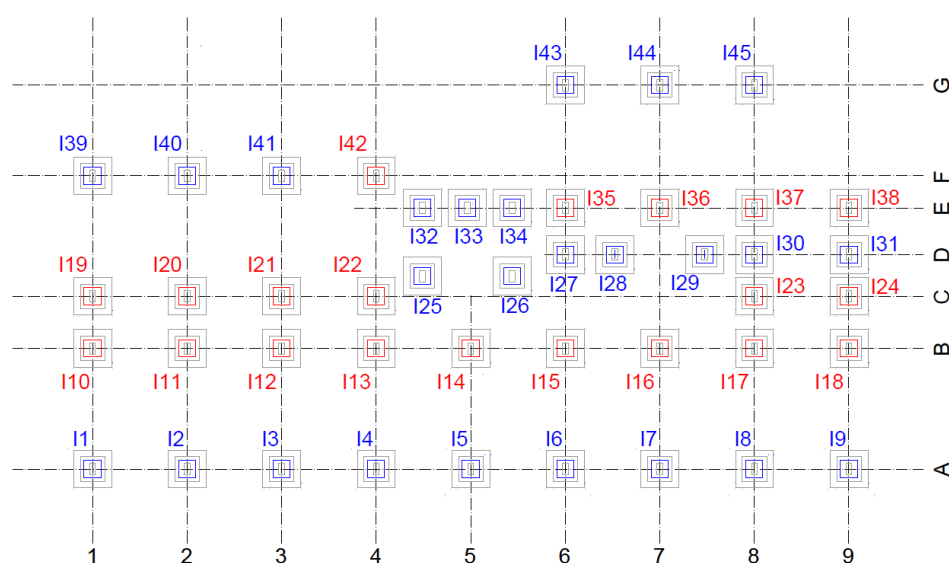 I43 I44 I45
G
I39 I40 I41 I42
F
I35 I36 I37 I38
E
I32 I33 I34
D
I30 I31
I19 I20 I21 I22
I27 I28 I29
I25 I26
I23 I24
C
B
I10 I11 I12 I13 I14 I15 I16 I17 I18
I1 I2 I3 I4 I5 I6 I7 I8 I9
A
1 2 3 4 5 6 7 8 9